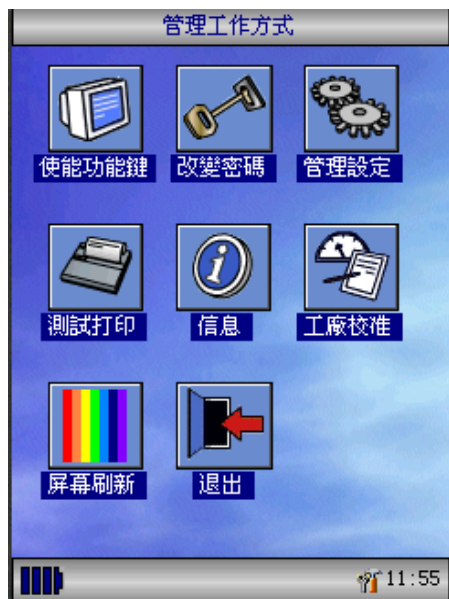 管理工作方式
使能功能鍵
改變密碼
管理設定
測試打印
信息
工廠校准
屏幕刷新
退出
11:55